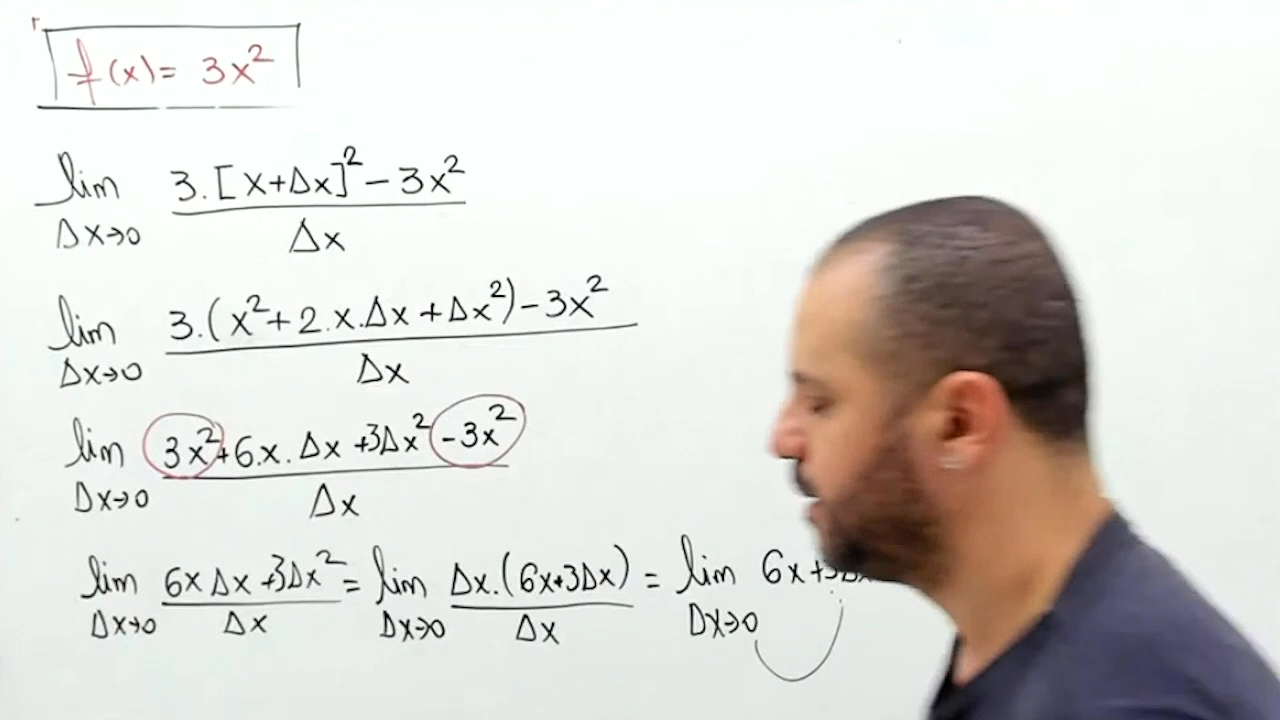 f(x) = 3x²
lim 3.[x+Δx]² - 3x²
Δx→0 Δx
lim 3.(x²+2.x.Δx+Δx²) - 3x²
Δx→0 Δx
lim 3x²+6.x.Δx+3Δx² - 3x²
Δx→0 Δx
lim 6xΔx+3Δx² = lim Δx.(6x+3Δx) = lim 6x+3Δx
Δx→0 Δx Δx→0 Δx Δx→0